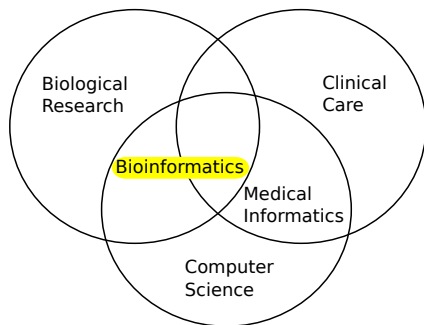 Biological
Research
Clinical
Care
Bioinformatics
Medical
Informatics
Computer
Science